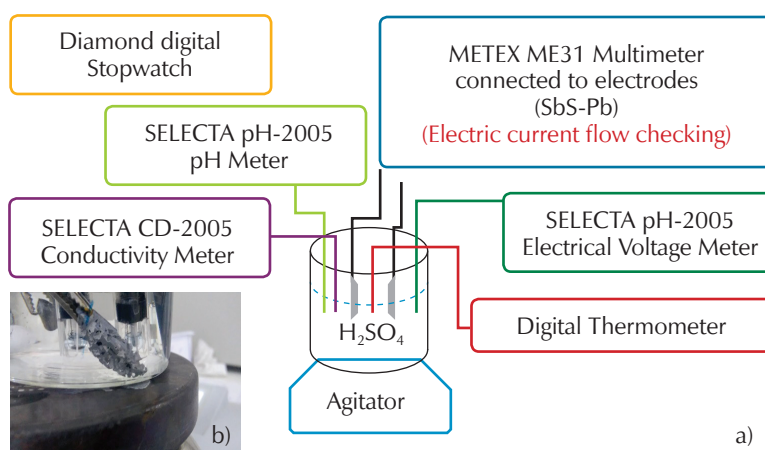 Diamond digital
Stopwatch
METEX ME31 Multimeter
connected to electrodes
(SbS-Pb)
(Electric current flow checking)
SELECTA pH-2005
pH Meter
SELECTA CD-2005
Conductivity Meter
SELECTA pH-2005
Electrical Voltage Meter
H₂SO₄
Digital Thermometer
Agitator
b)
a)